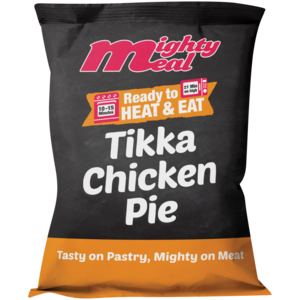 Mighty
Meal
Ready to
HEAT & EAT
10-15
Minutes
Tikka
Chicken
Pie
Tasty on Pastry, Mighty on Meat